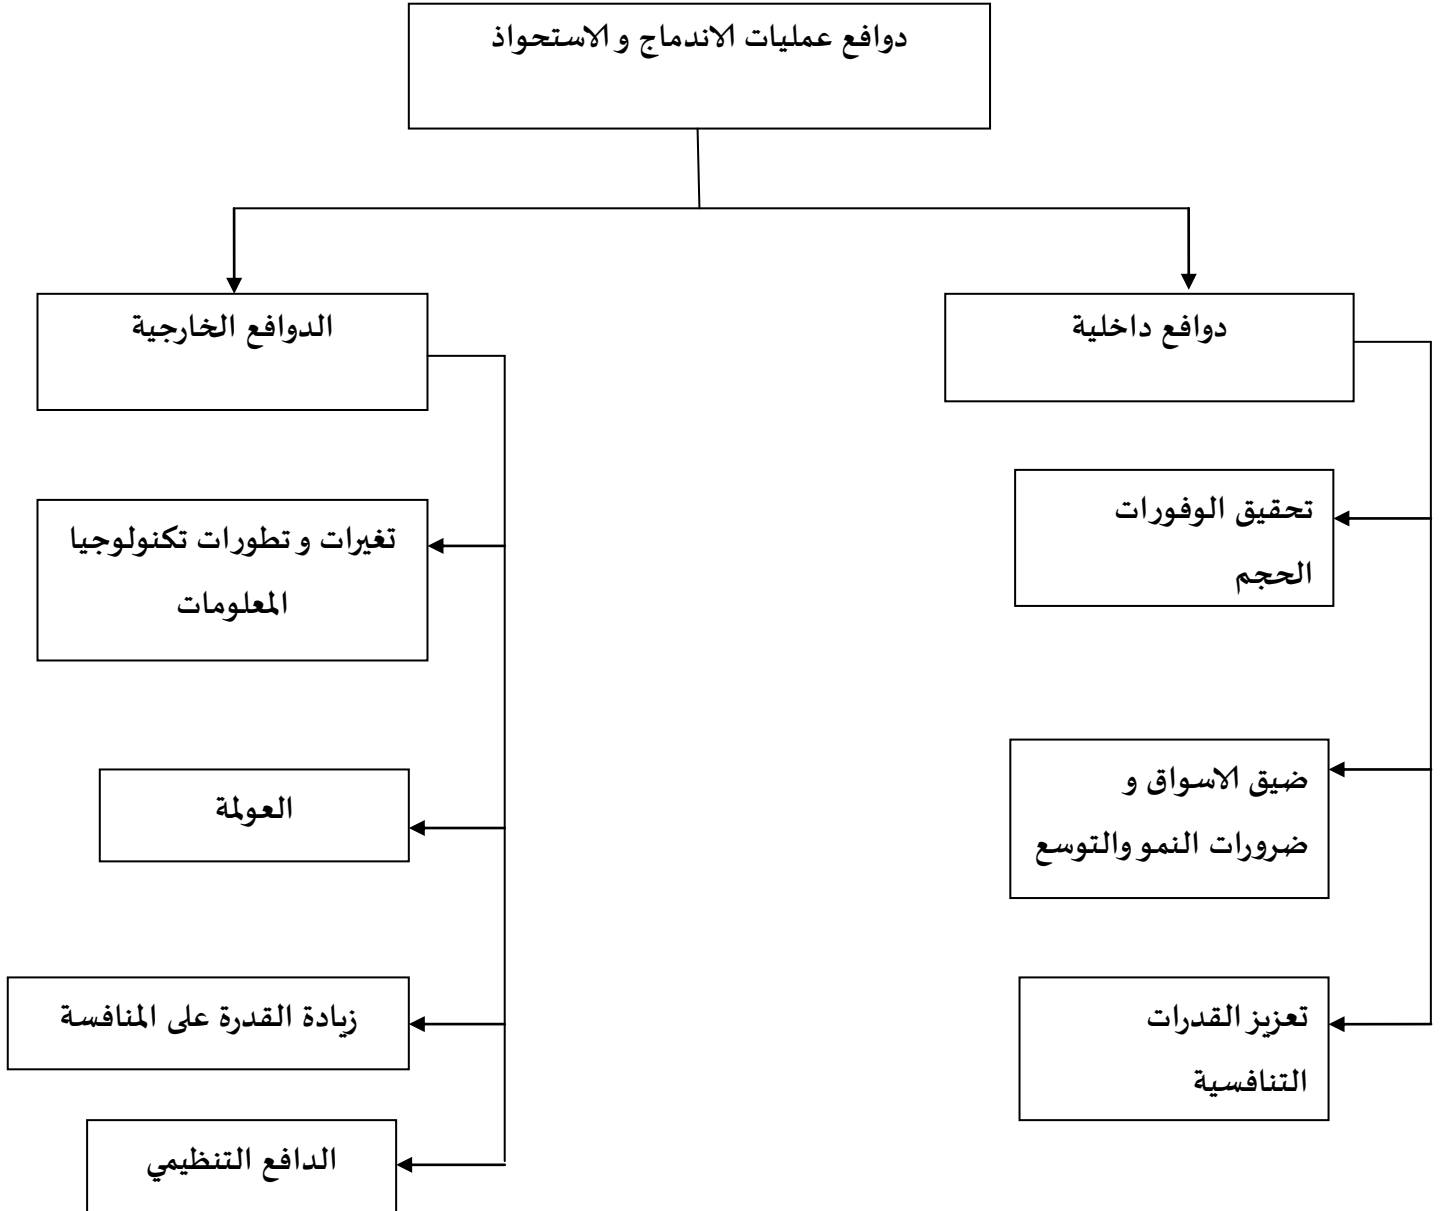 دوافع عمليات الاندماج و الاستحواذ
دوافع داخلية
تحقيق الوفورات
الحجم
ضيق الاسواق و
ضرورات النمو والتوسع
تعزيز القدرات
التنافسية
الدوافع الخارجية
تغيرات و تطورات تكنولوجيا
المعلومات
العولمة
زيادة القدرة على المنافسة
الدافع التنظيمي